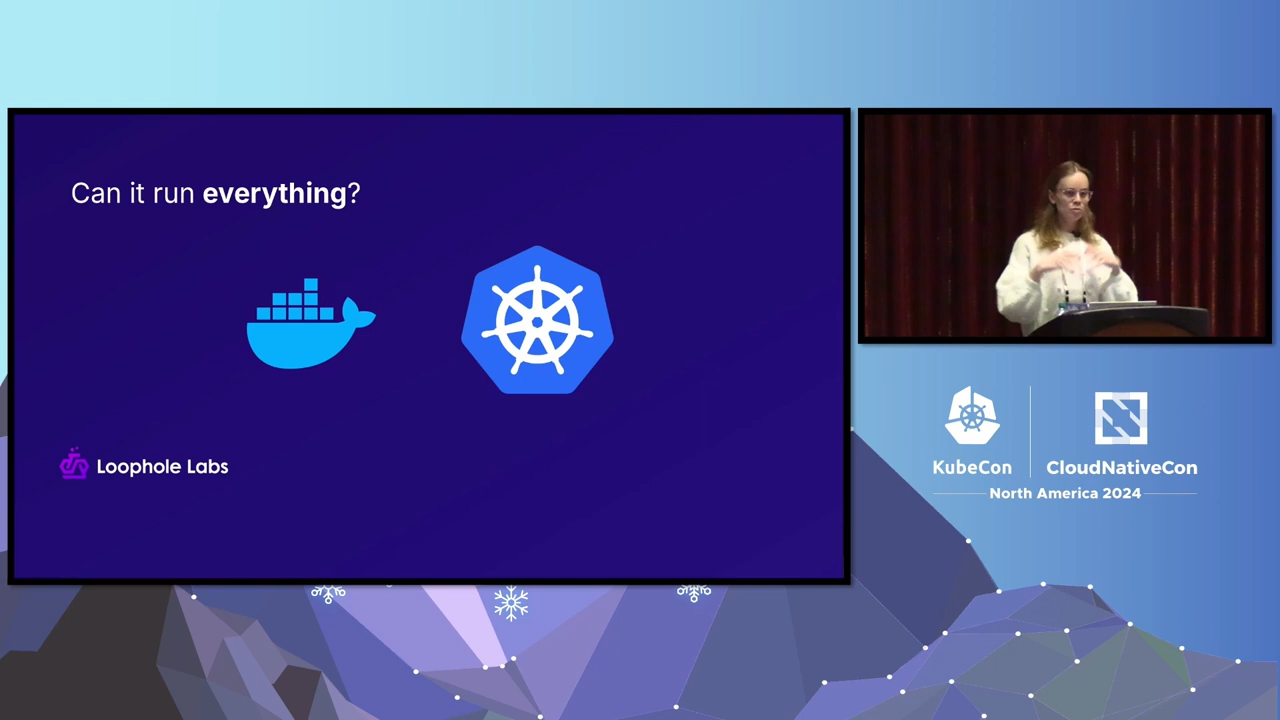 Can it run everything?
Loophole Labs
KubeCon
CloudNativeCon
North America 2024